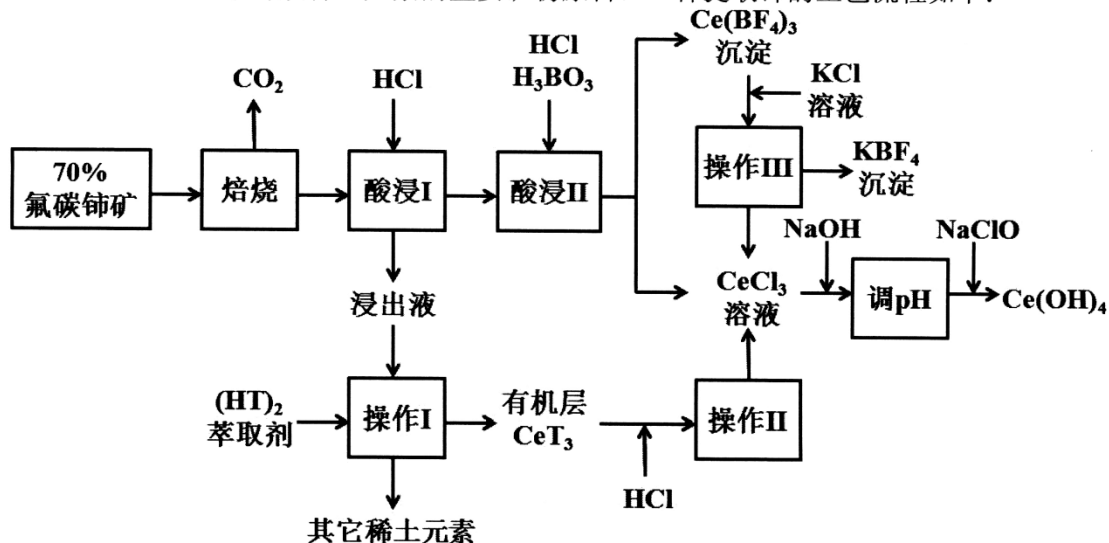 Ce(BF₄)₃
沉淀
HCl
H₃BO₃
CO₂
HCl
KCl
溶液
70%
氟碳铈矿
焙烧
酸浸I
酸浸II
操作III
KBF₄
沉淀
NaOH
NaClO
浸出液
CeCl₃
溶液
调pH
Ce(OH)₄
(HT)₂
萃取剂
操作I
有机层
CeT₃
操作II
HCl
其它稀土元素